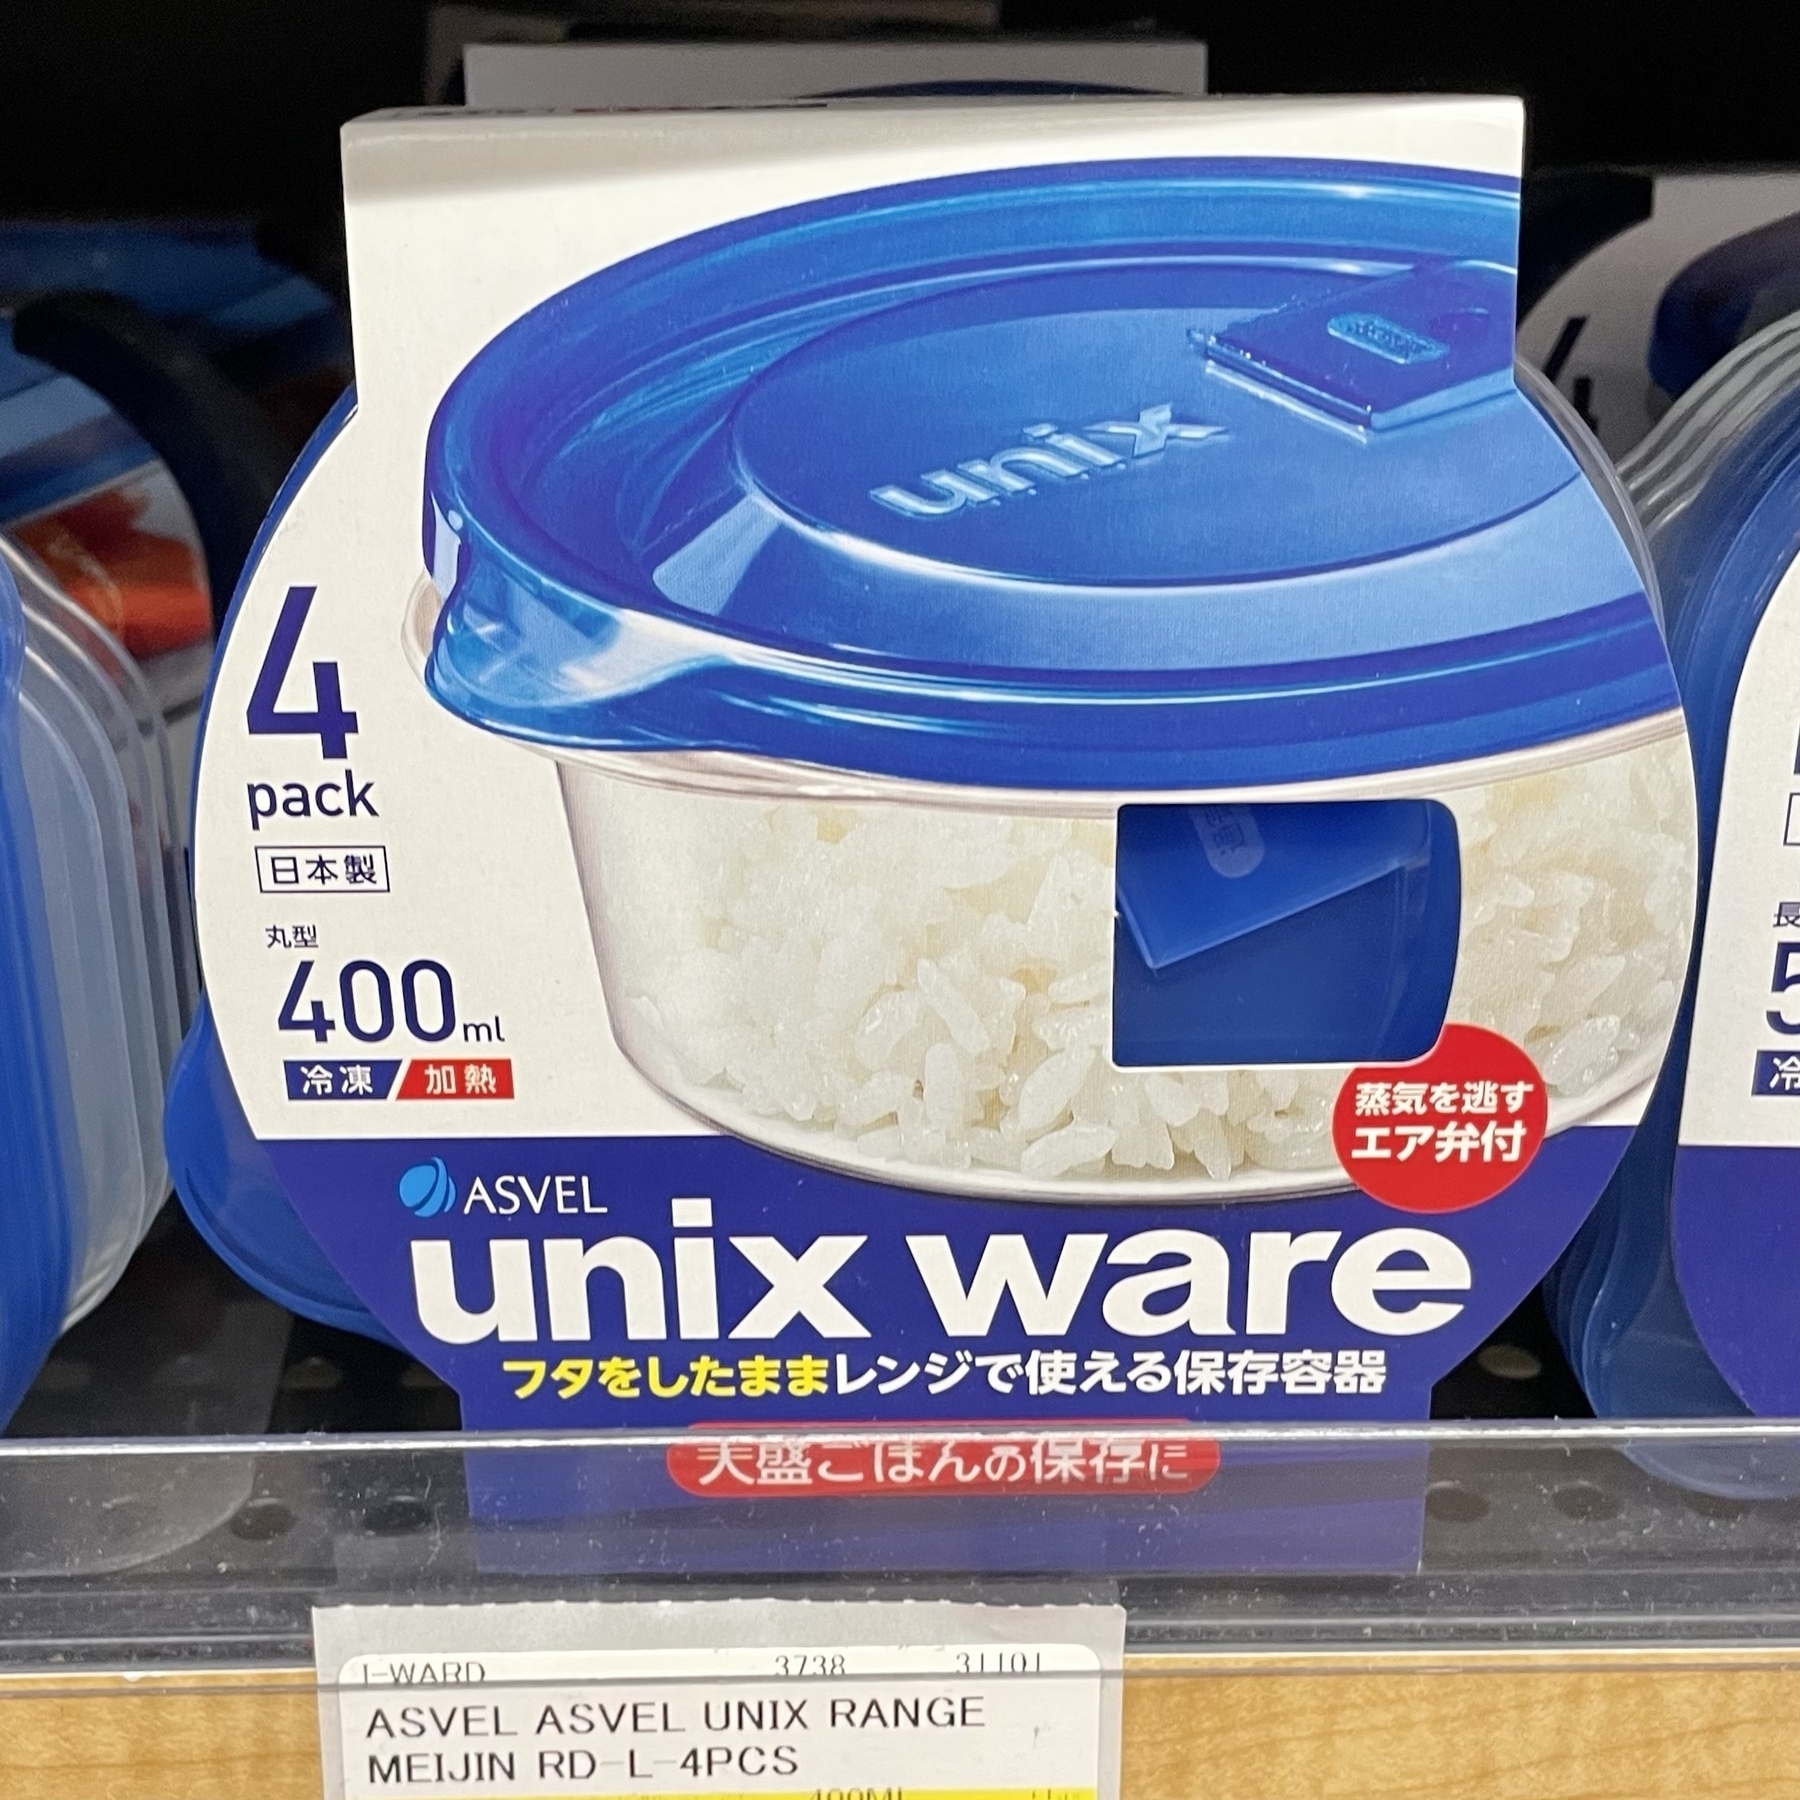 unix
4
pack
日本製
丸型
400ml
冷凍/加熱
蒸気を逃す
エア弁付
ASVEL
unix ware
フタをしたままレンジで使える保存容器
大盛ごはんの保存に
I-WARD 3738 31101
ASVEL ASVEL UNIX RANGE
MEIJIN RD-L-4PCS
400ML